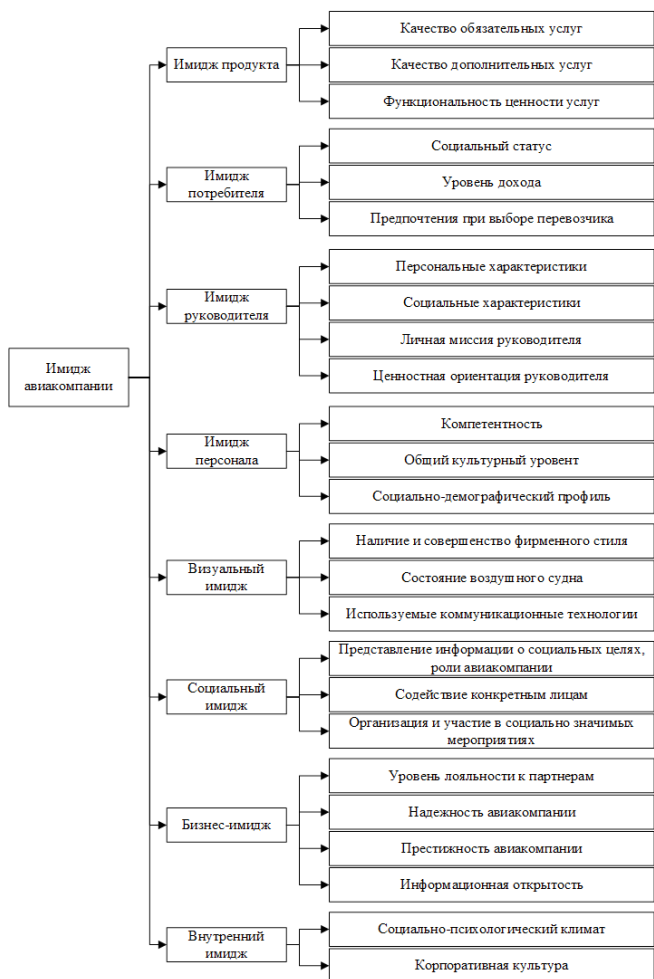 Имидж
авиакомпании
Имидж продукта
Качество обязательных услуг
Качество дополнительных услуг
Функциональность ценности услуг
Имидж
потребителя
Социальный статус
Уровень дохода
Предпочтения при выборе перевозчика
Имидж
руководителя
Персональные характеристики
Социальные характеристики
Личная миссия руководителя
Ценностная ориентация руководителя
Имидж
персонала
Компетентность
Общий культурный уровент
Социально-демографический профиль
Визуальный
имидж
Наличие и совершенство фирменного стиля
Состояние воздушного судна
Используемые коммуникационные технологии
Социальный
имидж
Представление информации о социальных целях,
роли авиакомпании
Содействие конкретным лицам
Организация и участие в социально значимых
мероприятиях
Бизнес-имидж
Уровень лояльности к партнерам
Надежность авиакомпании
Престижность авиакомпании
Информационная открытость
Внутренний
имидж
Социально-психологический климат
Корпоративная культура